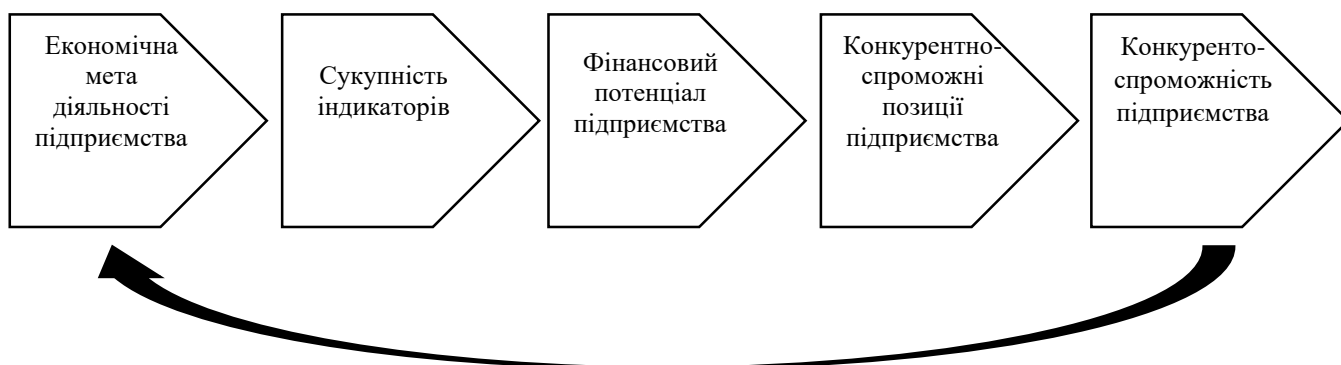 Економічна
мета
діяльності
підприємства
Сукупність
індикаторів
Фінансовий
потенціал
підприємства
Конкурентно-
спроможні
позиції
підприємства
Конкуренто-
спроможність
підприємства